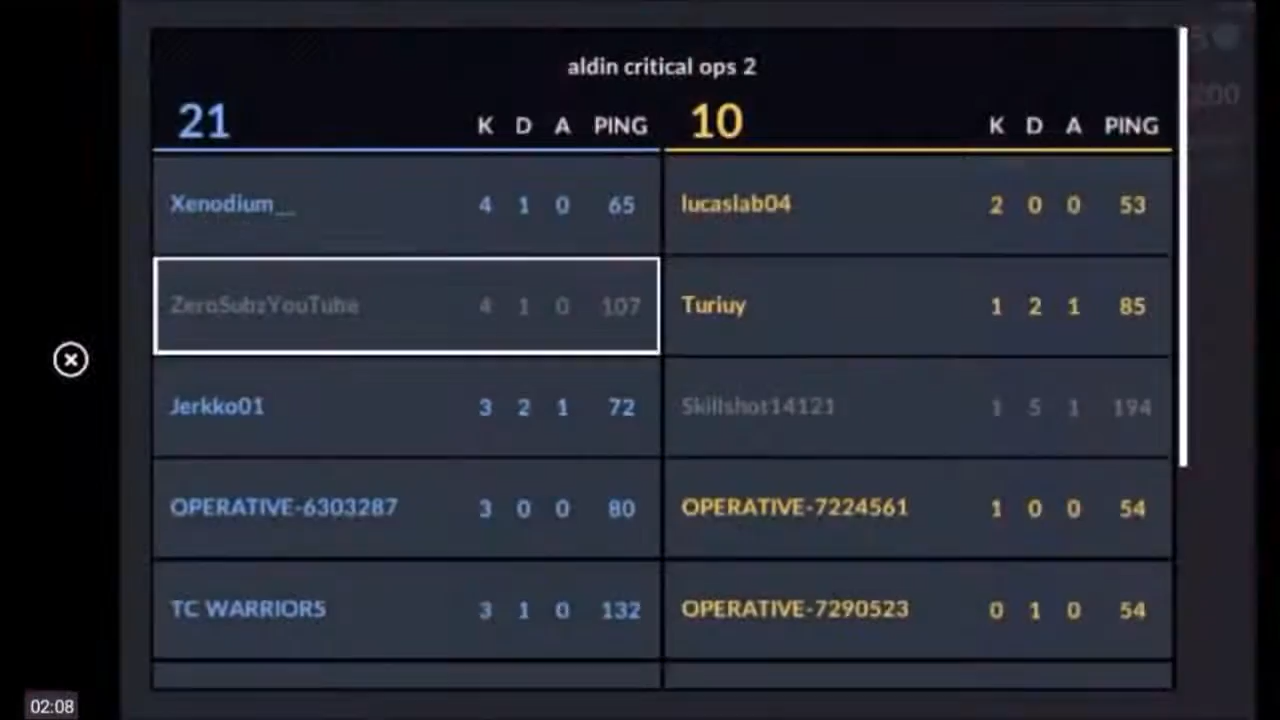 aldin critical ops 2
21 K D A PING 10 K D A PING
Xenodium__ 4 1 0 65 lucaslab04 2 0 0 53
ZeroSubzYouTube 4 1 0 107 Turiuy 1 2 1 85
Jerkko01 3 2 1 72 Skillshot14121 1 5 1 194
OPERATIVE-6303287 3 0 0 80 OPERATIVE-7224561 1 0 0 54
TC WARRIORS 3 1 0 132 OPERATIVE-7290523 0 1 0 54
02:08